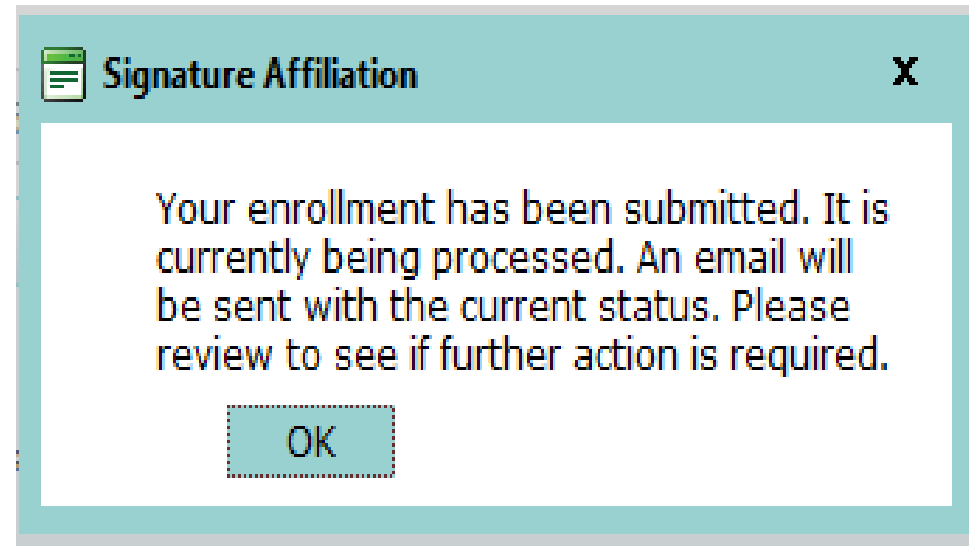 Signature Affiliation X
Your enrollment has been submitted. It is
currently being processed. An email will
be sent with the current status. Please
review to see if further action is required.
OK